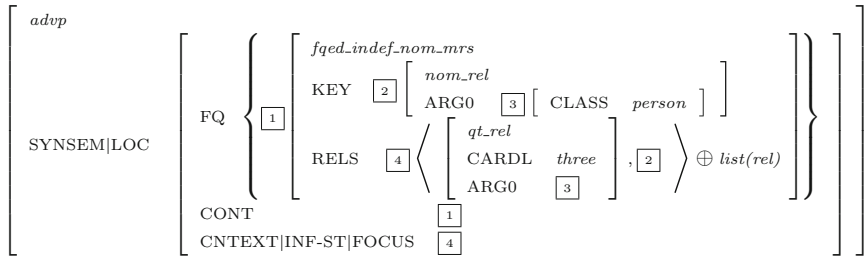 advp
fqed_indef_nom_mrs
nom_rel
KEY 2
ARG0 3 [ CLASS person ]
FQ { 1
qt_rel
SYNSEM|LOC
RELS 4 ⟨ CARDL three , 2 ⟩ ⊕ list(rel)
ARG0 3
CONT 1
CNTEXT|INF-ST|FOCUS 4